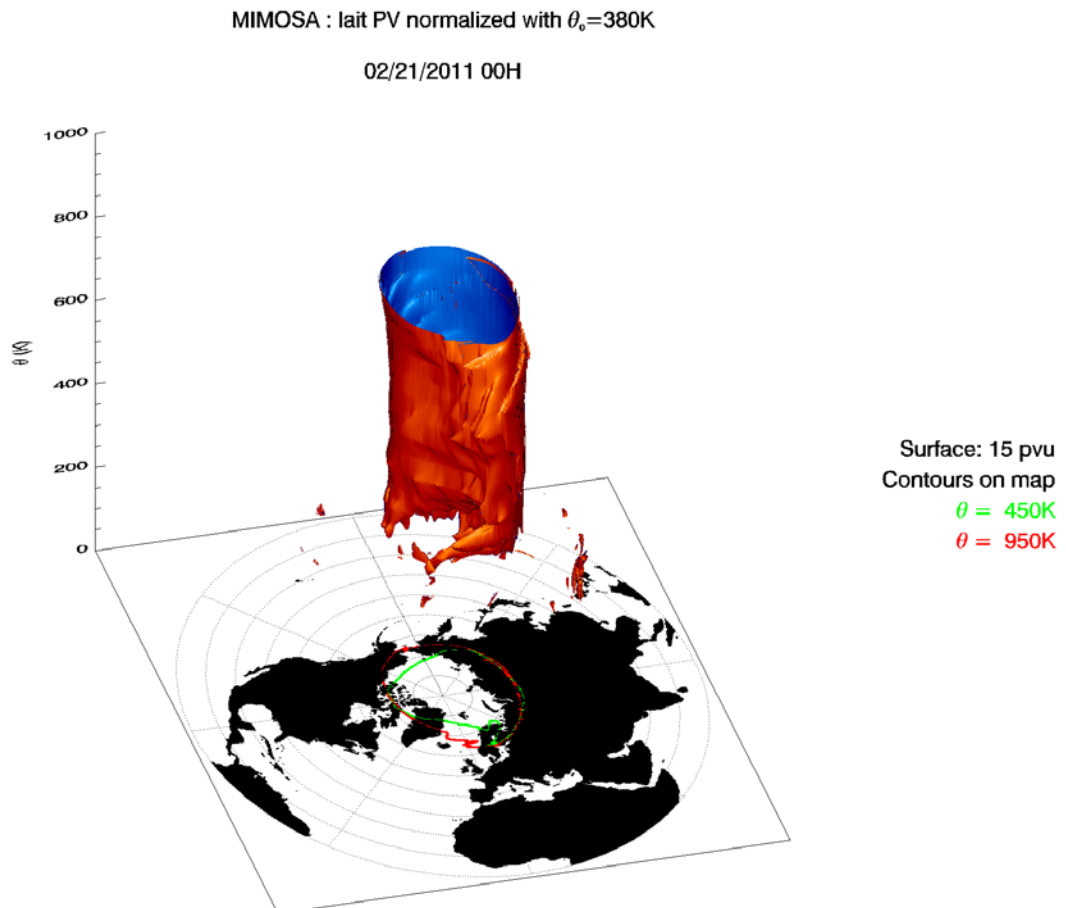 MIMOSA : lait PV normalized with θ₀=380K
02/21/2011 00H
1000
800
600
400
200
0
θ (K)
Surface: 15 pvu
Contours on map
θ = 450K
θ = 950K